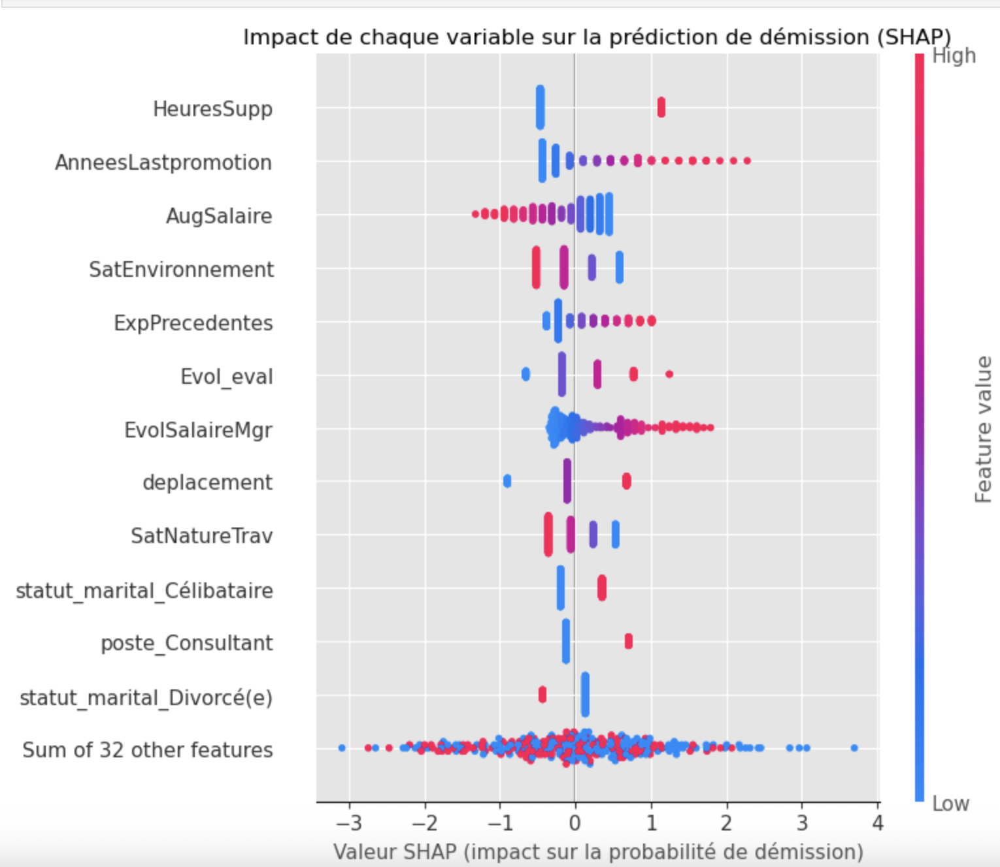 Impact de chaque variable sur la prédiction de démission (SHAP)
High
HeuresSupp
AnneesLastpromotion
AugSalaire
SatEnvironnement
ExpPrecedentes
Evol_eval
EvolSalaireMgr
deplacement
SatNatureTrav
statut_marital_Célibataire
poste_Consultant
statut_marital_Divorcé(e)
Sum of 32 other features
Feature value
Low
−3 −2 −1 0 1 2 3 4
Valeur SHAP (impact sur la probabilité de démission)